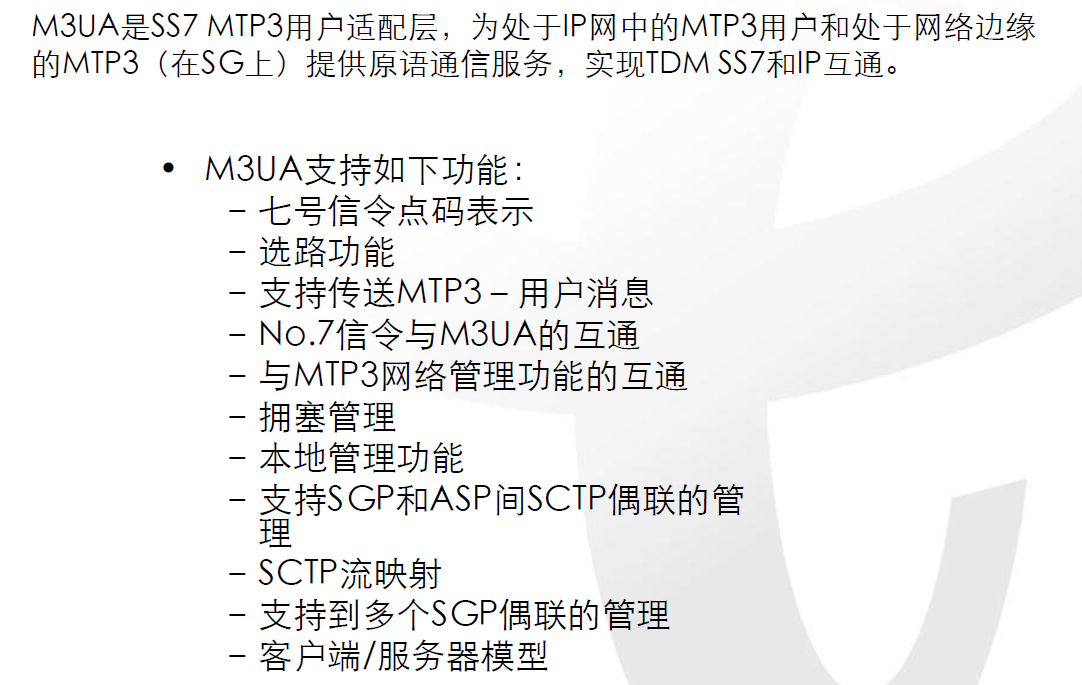 M3UA是SS7 MTP3用户适配层，为处于IP网中的MTP3用户和处于网络边缘
的MTP3（在SG上）提供原语通信服务，实现TDM SS7和IP互通。
• M3UA支持如下功能：
– 七号信令点码表示
– 选路功能
– 支持传送MTP3 – 用户消息
– No.7信令与M3UA的互通
– 与MTP3网络管理功能的互通
– 拥塞管理
– 本地管理功能
– 支持SGP和ASP间SCTP偶联的管
理
– SCTP流映射
– 支持到多个SGP偶联的管理
– 客户端/服务器模型